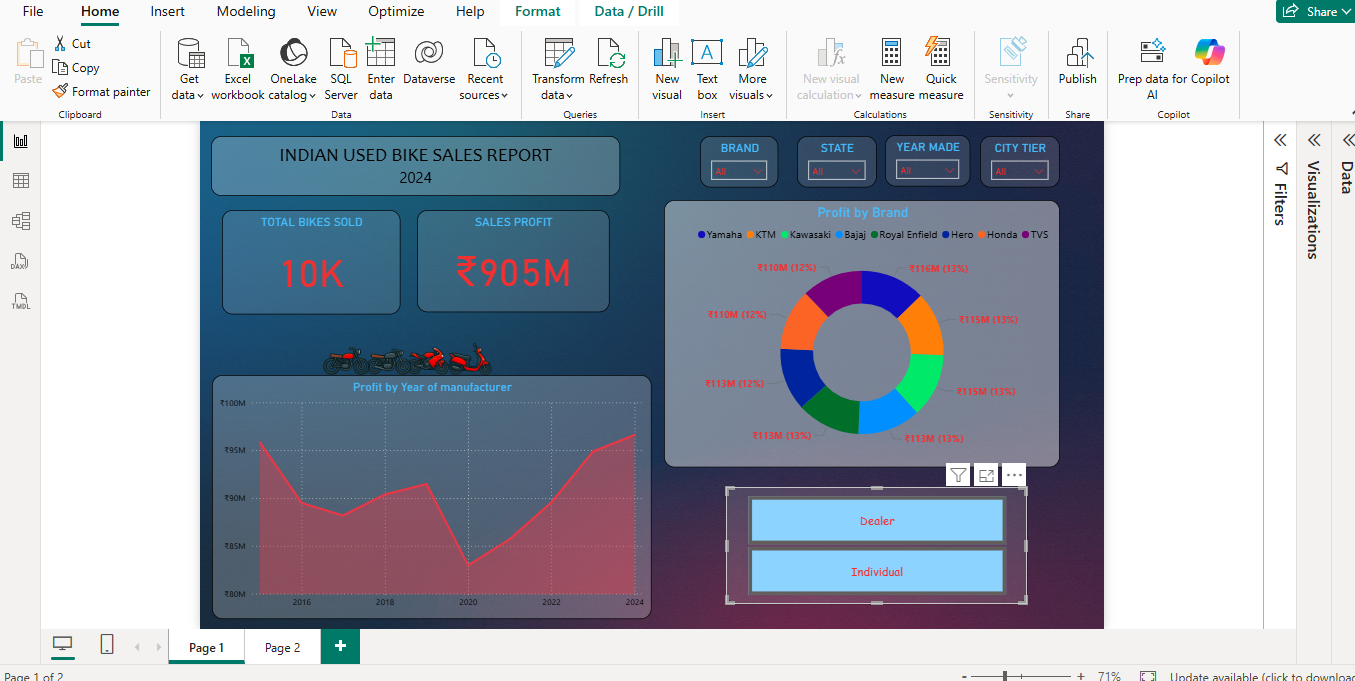 File Home Insert Modeling View Optimize Help Format Data / Drill Share
Paste
Cut
Copy
Format painter
Clipboard
Get data
Excel workbook
OneLake catalog
SQL Server
Enter data
Dataverse
Recent sources
Data
Transform data
Refresh
Queries
New visual
Text box
More visuals
Insert
New visual calculation
New measure
Quick measure
Calculations
Sensitivity
Sensitivity
Publish
Share
Prep data for AI
Copilot
Copilot
DAX
TMDL
INDIAN USED BIKE SALES REPORT
2024
BRAND
All
STATE
All
YEAR MADE
All
CITY TIER
All
TOTAL BIKES SOLD
10K
SALES PROFIT
₹905M
Profit by Brand
Yamaha KTM Kawasaki Bajaj Royal Enfield Hero Honda TVS
₹110M (12%) ₹116M (13%)
₹110M (12%) ₹115M (13%)
₹113M (12%) ₹115M (13%)
₹113M (13%) ₹113M (13%)
Profit by Year of manufacturer
₹100M
₹95M
₹90M
₹85M
₹80M
2016 2018 2020 2022 2024
Dealer
Individual
Filters
Visualizations
Data
Page 1 Page 2 +
Page 1 of 2
- + 71%
Update available (click to download